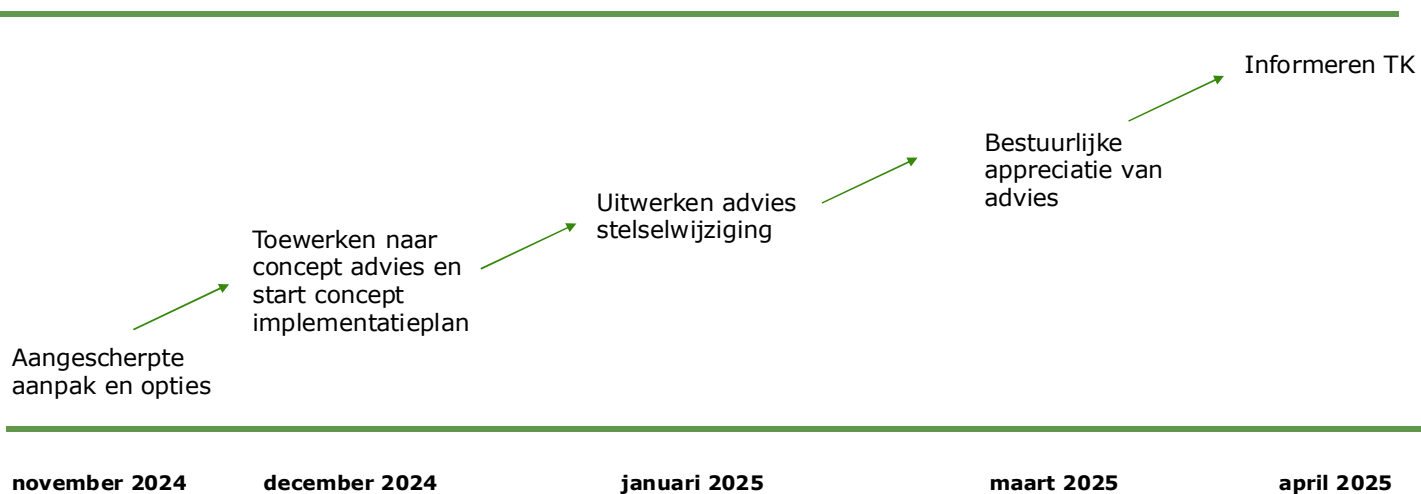 Informeren TK
Bestuurlijke
appreciatie van
advies
Uitwerken advies
stelselwijziging
Toewerken naar
concept advies en
start concept
implementatieplan
Aangescherpte
aanpak en opties
november 2024
december 2024
januari 2025
maart 2025
april 2025